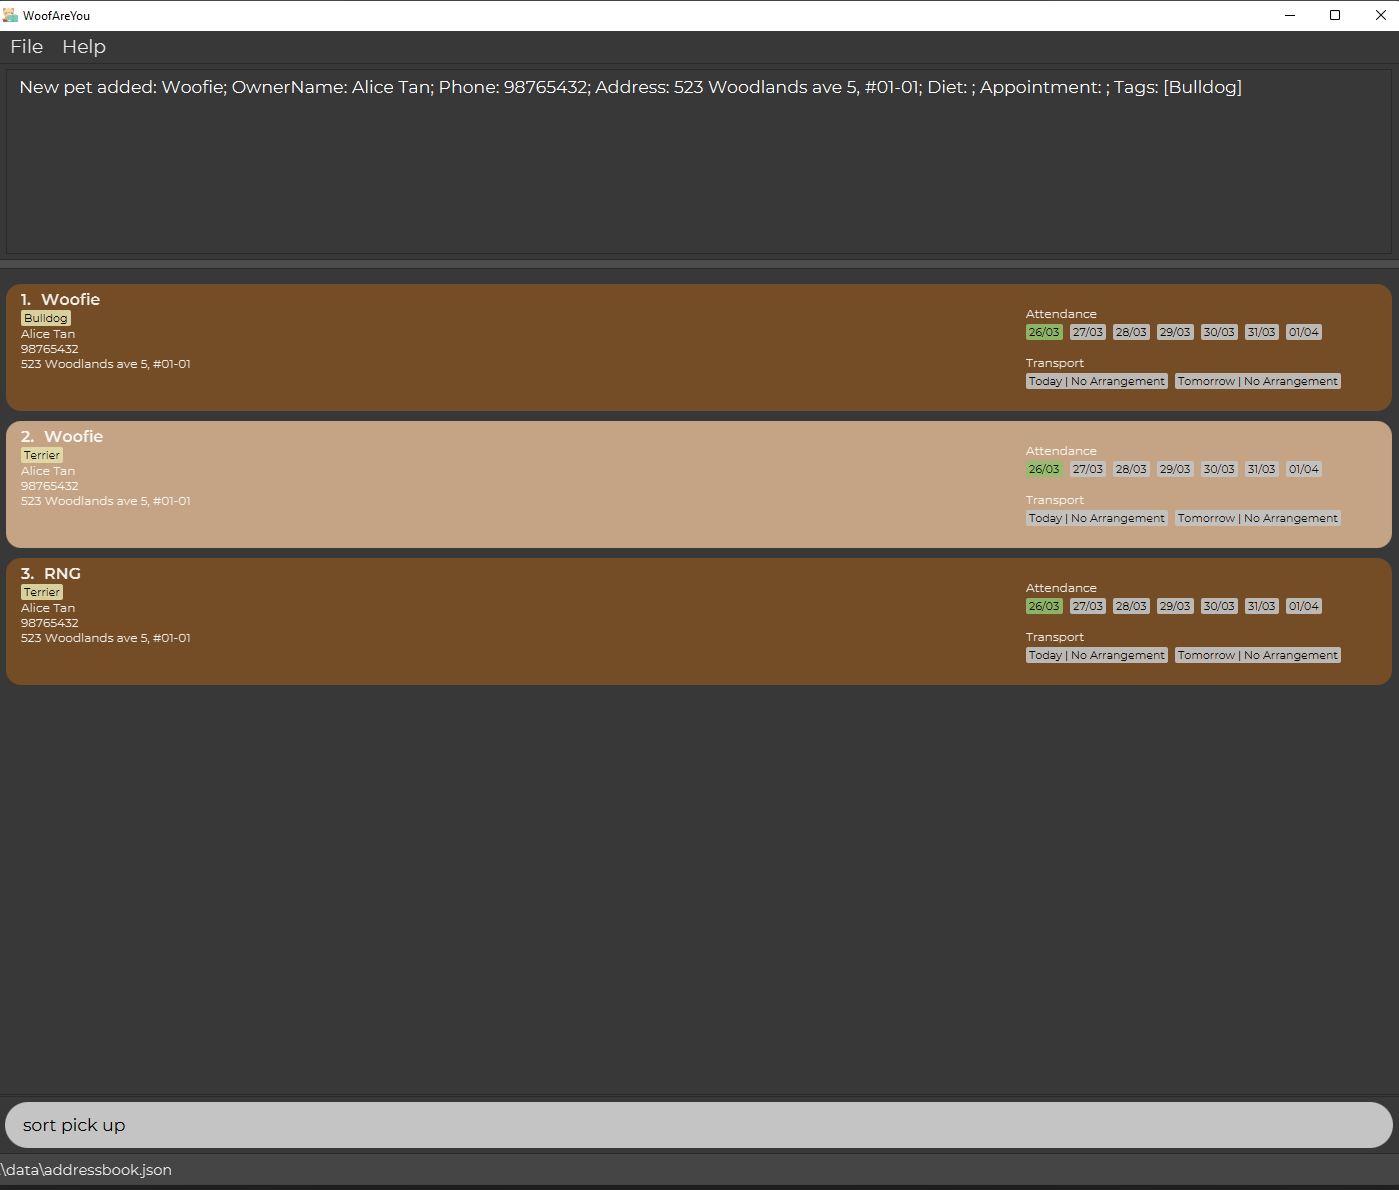 WoofAreYou
File Help
New pet added: Woofie; OwnerName: Alice Tan; Phone: 98765432; Address: 523 Woodlands ave 5, #01-01; Diet: ; Appointment: ; Tags: [Bulldog]
1. Woofie
Bulldog
Alice Tan
98765432
523 Woodlands ave 5, #01-01
Attendance
26/03 27/03 28/03 29/03 30/03 31/03 01/04
Transport
Today | No Arrangement Tomorrow | No Arrangement
2. Woofie
Terrier
Alice Tan
98765432
523 Woodlands ave 5, #01-01
Attendance
26/03 27/03 28/03 29/03 30/03 31/03 01/04
Transport
Today | No Arrangement Tomorrow | No Arrangement
3. RNG
Terrier
Alice Tan
98765432
523 Woodlands ave 5, #01-01
Attendance
26/03 27/03 28/03 29/03 30/03 31/03 01/04
Transport
Today | No Arrangement Tomorrow | No Arrangement
sort pick up
\data\addressbook.json